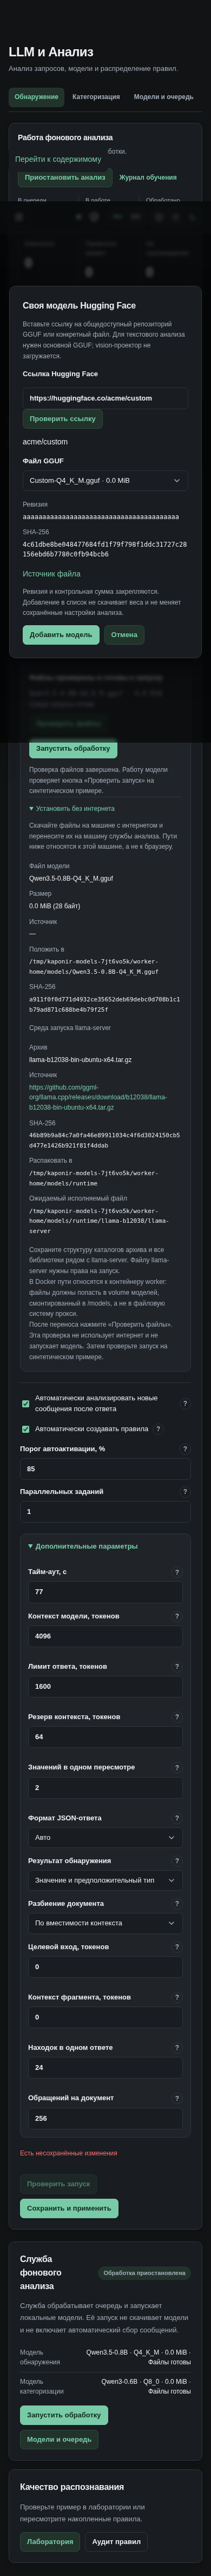 LLM и Анализ
Анализ запросов, модели и распределение правил.
Обнаружение
Категоризация
Модели и очередь
Работа фонового анализа
ботки.
Перейти к содержимому
Приостановить анализ
Журнал обучения
В очереди
В работе
Обработано
0
0
0
Своя модель Hugging Face
Вставьте ссылку на общедоступный репозиторий
GGUF или конкретный файл. Для текстового анализа
нужен основной GGUF; vision-проектор не
загружается.
Ссылка Hugging Face
https://huggingface.co/acme/custom
Проверить ссылку
acme/custom
Файл GGUF
Custom-Q4_K_M.gguf · 0.0 MiB
Ревизия
aaaaaaaaaaaaaaaaaaaaaaaaaaaaaaaaaaaaaaaa
SHA-256
4c61dbe8be048477684fd1f79f798f1ddc31727c28
156ebd6b7780c0fb94bcb6
Источник файла
Ревизия и контрольная сумма закрепляются.
Добавление в список не скачивает веса и не меняет
сохранённые настройки анализа.
Добавить модель
Отмена
Запустить обработку
Проверка файлов завершена. Работу модели
проверяет кнопка «Проверить запуск» на
синтетическом примере.
Установить без интернета
Скачайте файлы на машине с интернетом и
перенесите их на машину службы анализа. Пути
ниже относятся к этой машине, а не к браузеру.
Файл модели
Qwen3.5-0.8B-Q4_K_M.gguf
Размер
0.0 MiB (28 байт)
Источник
—
Положить в
/tmp/kaponir-models-7jt6vo5k/worker-
home/models/Qwen3.5-0.8B-Q4_K_M.gguf
SHA-256
a911f0f0d771d4932ce35652deb69debc0d708b1c1
b79ad871c688be4b79f25f
Среда запуска llama-server
Архив
llama-b12038-bin-ubuntu-x64.tar.gz
Источник
https://github.com/ggml-
org/llama.cpp/releases/download/b12038/llama-
b12038-bin-ubuntu-x64.tar.gz
SHA-256
46b89b9a84c7a0fa46e89911034c4f6d3024150cb5
d477e1426b921f81f4ddab
Распаковать в
/tmp/kaponir-models-7jt6vo5k/worker-
home/models/runtime
Ожидаемый исполняемый файл
/tmp/kaponir-models-7jt6vo5k/worker-
home/models/runtime/llama-b12038/llama-
server
Сохраните структуру каталогов архива и все
библиотеки рядом с llama-server. Файлу llama-
server нужны права на запуск.
В Docker пути относятся к контейнеру worker:
файлы должны попасть в volume моделей,
смонтированный в /models, а не в файловую
систему прокси.
После переноса нажмите «Проверить файлы».
Эта проверка не использует интернет и не
запускает модель. Затем проверьте запуск на
синтетическом примере.
Автоматически анализировать новые
сообщения после ответа
?
Автоматически создавать правила ?
Порог автоактивации, % ?
85
Параллельных заданий ?
1
Дополнительные параметры
Тайм-аут, с ?
77
Контекст модели, токенов ?
4096
Лимит ответа, токенов ?
1600
Резерв контекста, токенов ?
64
Значений в одном пересмотре ?
2
Формат JSON-ответа ?
Авто
Результат обнаружения ?
Значение и предположительный тип
Разбиение документа ?
По вместимости контекста
Целевой вход, токенов ?
0
Контекст фрагмента, токенов ?
0
Находок в одном ответе ?
24
Обращений на документ ?
256
Есть несохранённые изменения
Проверить запуск
Сохранить и применить
Служба
фонового
анализа
Обработка приостановлена
Служба обрабатывает очередь и запускает
локальные модели. Её запуск не скачивает модели
и не включает автоматический сбор сообщений.
Модель
обнаружения
Qwen3.5-0.8B · Q4_K_M · 0.0 MiB ·
Файлы готовы
Модель
категоризации
Qwen3-0.6B · Q8_0 · 0.0 MiB ·
Файлы готовы
Запустить обработку
Модели и очередь
Качество распознавания
Проверьте пример в лаборатории или
пересмотрите накопленные правила.
Лаборатория
Аудит правил